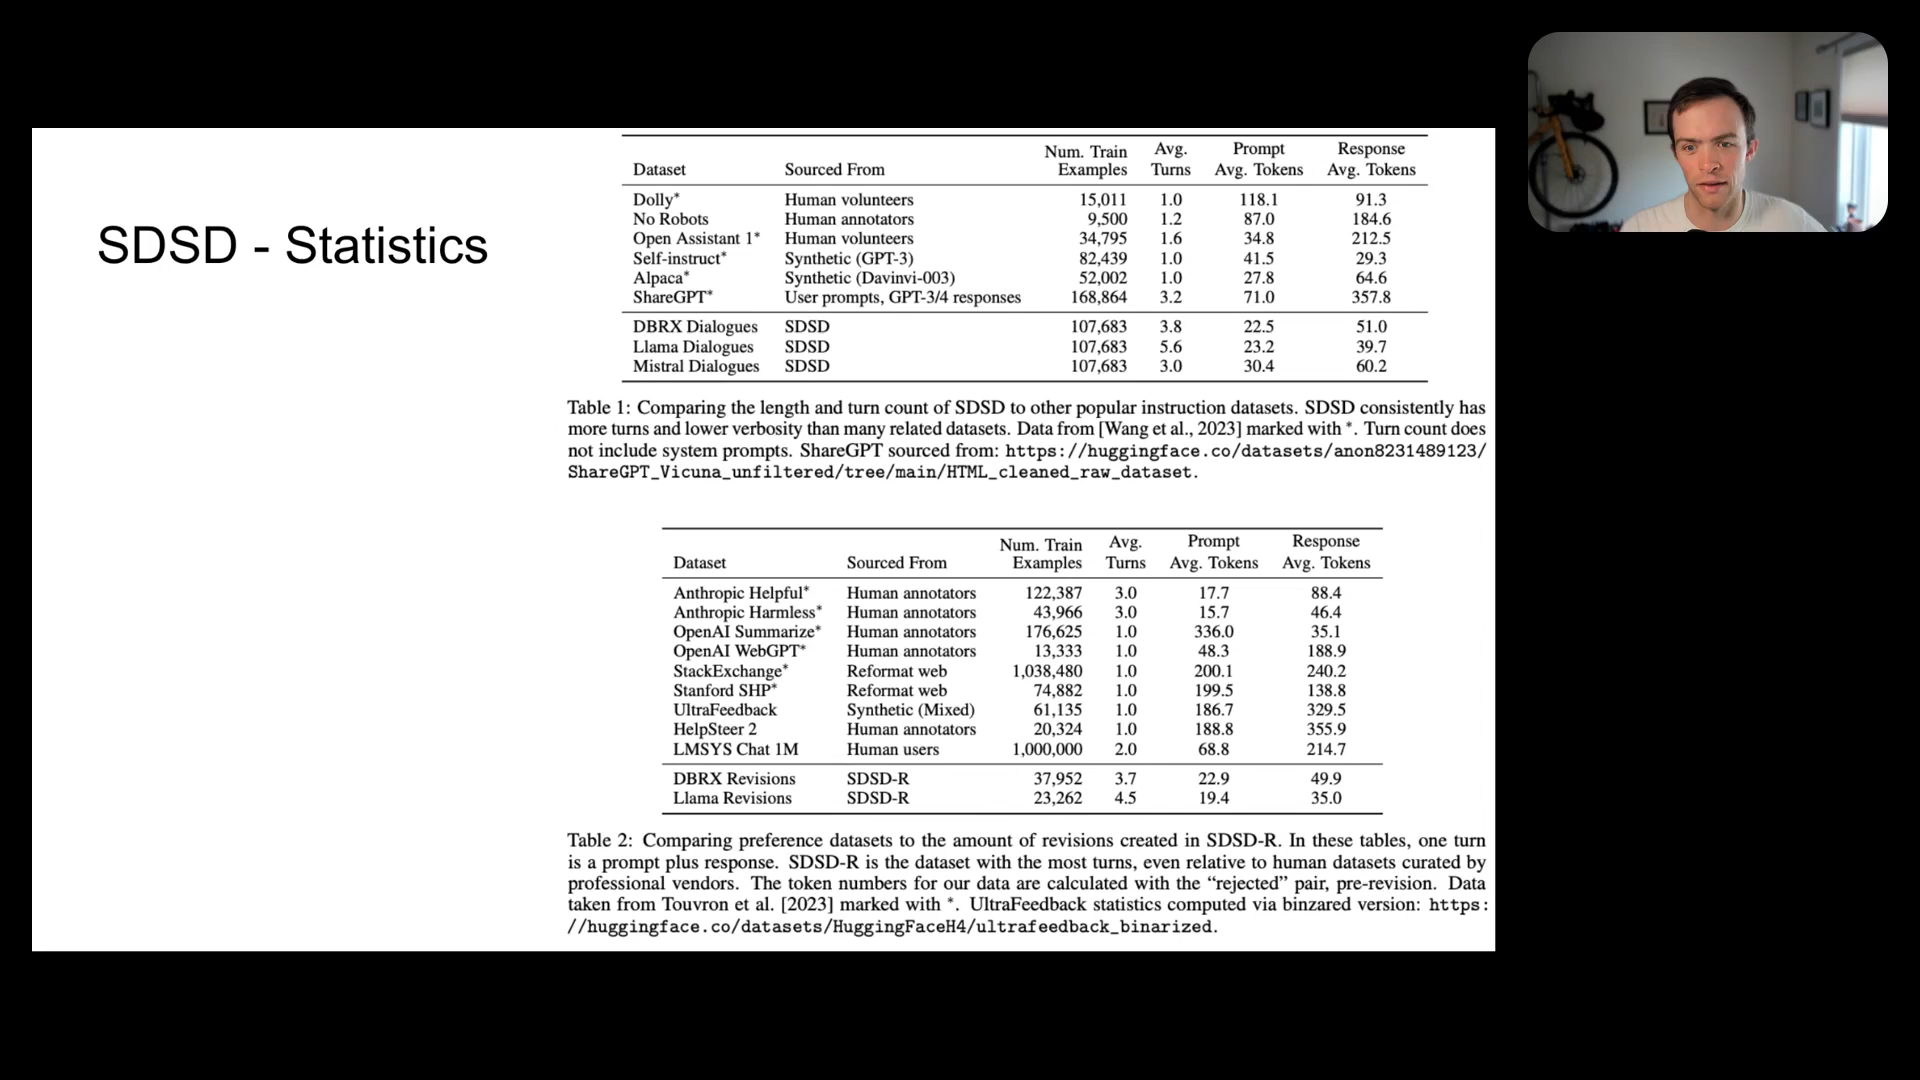 SDSD - Statistics
Dataset Sourced From Num. Train Examples Avg. Turns Prompt Avg. Tokens Response Avg. Tokens
Dolly* Human volunteers 15,011 1.0 118.1 91.3
No Robots Human annotators 9,500 1.2 87.0 184.6
Open Assistant 1* Human volunteers 34,795 1.6 34.8 212.5
Self-instruct* Synthetic (GPT-3) 82,439 1.0 41.5 29.3
Alpaca* Synthetic (Davinvi-003) 52,002 1.0 27.8 64.6
ShareGPT* User prompts, GPT-3/4 responses 168,864 3.2 71.0 357.8
DBRX Dialogues SDSD 107,683 3.8 22.5 51.0
Llama Dialogues SDSD 107,683 5.6 23.2 39.7
Mistral Dialogues SDSD 107,683 3.0 30.4 60.2
Table 1: Comparing the length and turn count of SDSD to other popular instruction datasets. SDSD consistently has
more turns and lower verbosity than many related datasets. Data from [Wang et al., 2023] marked with *. Turn count does
not include system prompts. ShareGPT sourced from: https://huggingface.co/datasets/anon8231489123/
ShareGPT_Vicuna_unfiltered/tree/main/HTML_cleaned_raw_dataset.
Dataset Sourced From Num. Train Examples Avg. Turns Prompt Avg. Tokens Response Avg. Tokens
Anthropic Helpful* Human annotators 122,387 3.0 17.7 88.4
Anthropic Harmless* Human annotators 43,966 3.0 15.7 46.4
OpenAI Summarize* Human annotators 176,625 1.0 336.0 35.1
OpenAI WebGPT* Human annotators 13,333 1.0 48.3 188.9
StackExchange* Reformat web 1,038,480 1.0 200.1 240.2
Stanford SHP* Reformat web 74,882 1.0 199.5 138.8
UltraFeedback Synthetic (Mixed) 61,135 1.0 186.7 329.5
HelpSteer 2 Human annotators 20,324 1.0 188.8 355.9
LMSYS Chat 1M Human users 1,000,000 2.0 68.8 214.7
DBRX Revisions SDSD-R 37,952 3.7 22.9 49.9
Llama Revisions SDSD-R 23,262 4.5 19.4 35.0
Table 2: Comparing preference datasets to the amount of revisions created in SDSD-R. In these tables, one turn
is a prompt plus response. SDSD-R is the dataset with the most turns, even relative to human datasets curated by
professional vendors. The token numbers for our data are calculated with the “rejected” pair, pre-revision. Data
taken from Touvron et al. [2023] marked with *. UltraFeedback statistics computed via binzared version: https:
//huggingface.co/datasets/HuggingFaceH4/ultrafeedback_binarized.